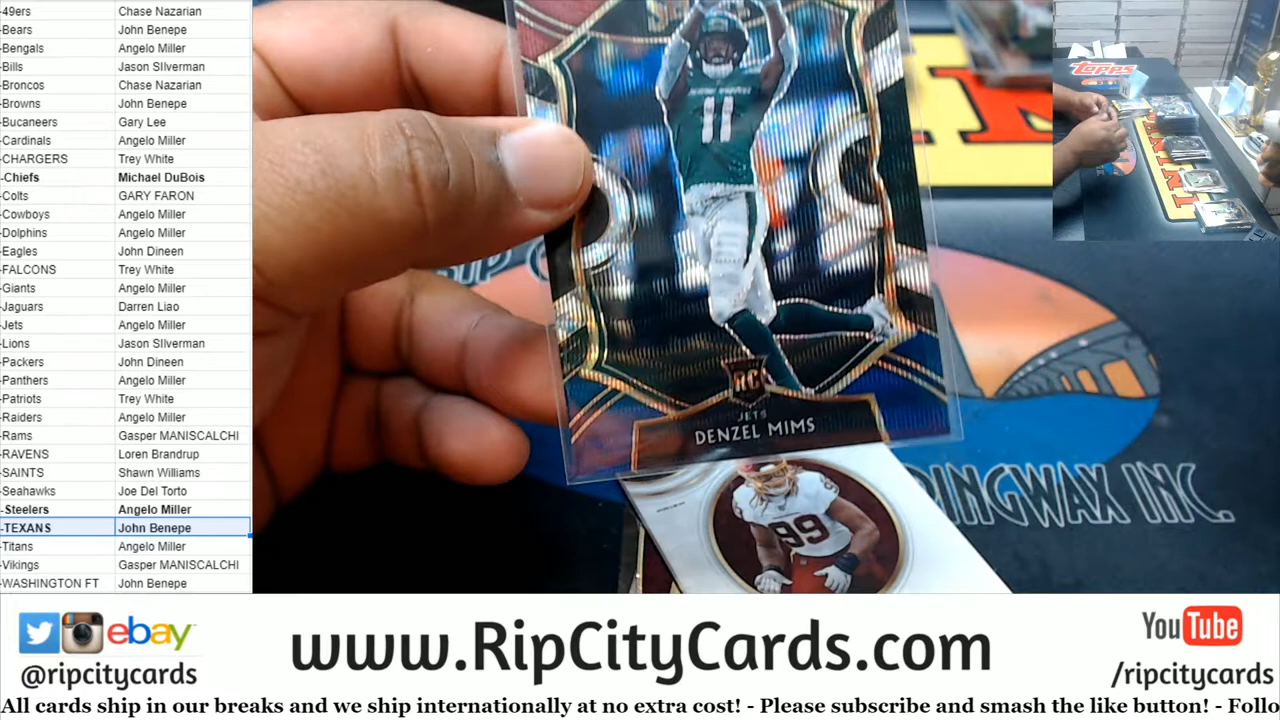 49ers Chase Nazarian
-Bears John Benepe
-Bengals Angelo Miller
-Bills Jason SIlverman
-Broncos Chase Nazarian
-Browns John Benepe
-Bucaneers Gary Lee
-Cardinals Angelo Miller
-CHARGERS Trey White
-Chiefs Michael DuBois
-Colts GARY FARON
-Cowboys Angelo Miller
-Dolphins Angelo Miller
-Eagles John Dineen
-FALCONS Trey White
-Giants Angelo Miller
-Jaguars Darren Liao
-Jets Angelo Miller
-Lions Jason SIlverman
-Packers John Dineen
-Panthers Angelo Miller
-Patriots Trey White
-Raiders Angelo Miller
-Rams Gasper MANISCALCHI
-RAVENS Loren Brandrup
-SAINTS Shawn Williams
-Seahawks Joe Del Torto
-Steelers Angelo Miller
-TEXANS John Benepe
-Titans Angelo Miller
-Vikings Gasper MANISCALCHI
-WASHINGTON FT John Benepe
11
RC
JETS
DENZEL MIMS
99
DINGWAX INC.
Topps
ebay
@ripcitycards
www.RipCityCards.com
YouTube
/ripcitycards
All cards ship in our breaks and we ship internationally at no extra cost! - Please subscribe and smash the like button! - Follo